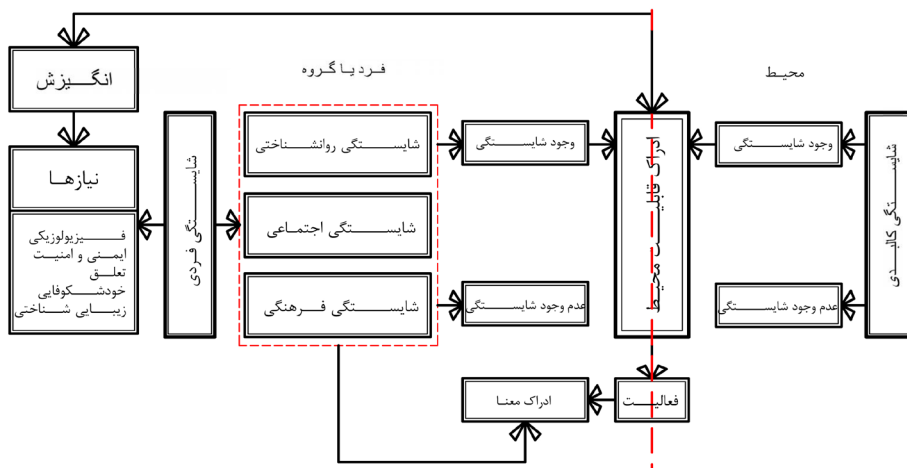 محیط
فرد یا گروه
انگیزش
نیازها
فیزیولوزیکی
ایمنی و امنیت
تعلق
خودشکوفایی
زیبایی شناختی
شایستگی فردی
شایستگی روانشناختی
شایستگی اجتماعی
شایستگی فرهنگی
وجود شایستگی
عدم وجود شایستگی
ادراک قابلیت محیط
وجود شایستگی
عدم وجود شایستگی
شایستگی کالبدی
ادراک معنا
فعالیت